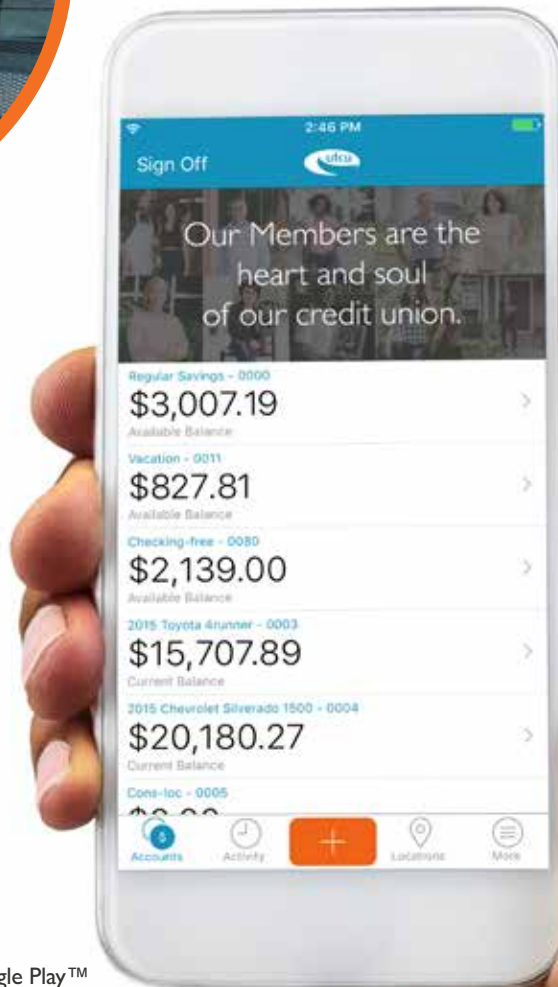 2:46 PM
Sign Off
ufcu
Our Members are the
heart and soul
of our credit union.
Regular Savings - 0000
$3,007.19
Available Balance
Vacation - 0011
$827.81
Available Balance
Checking-free - 0080
$2,139.00
Available Balance
2015 Toyota 4runner - 0003
$15,707.89
Current Balance
2015 Chevrolet Silverado 1500 - 0004
$20,180.27
Current Balance
Cons-loc - 0005
Accounts
Activity
Locations
More
gle Play™